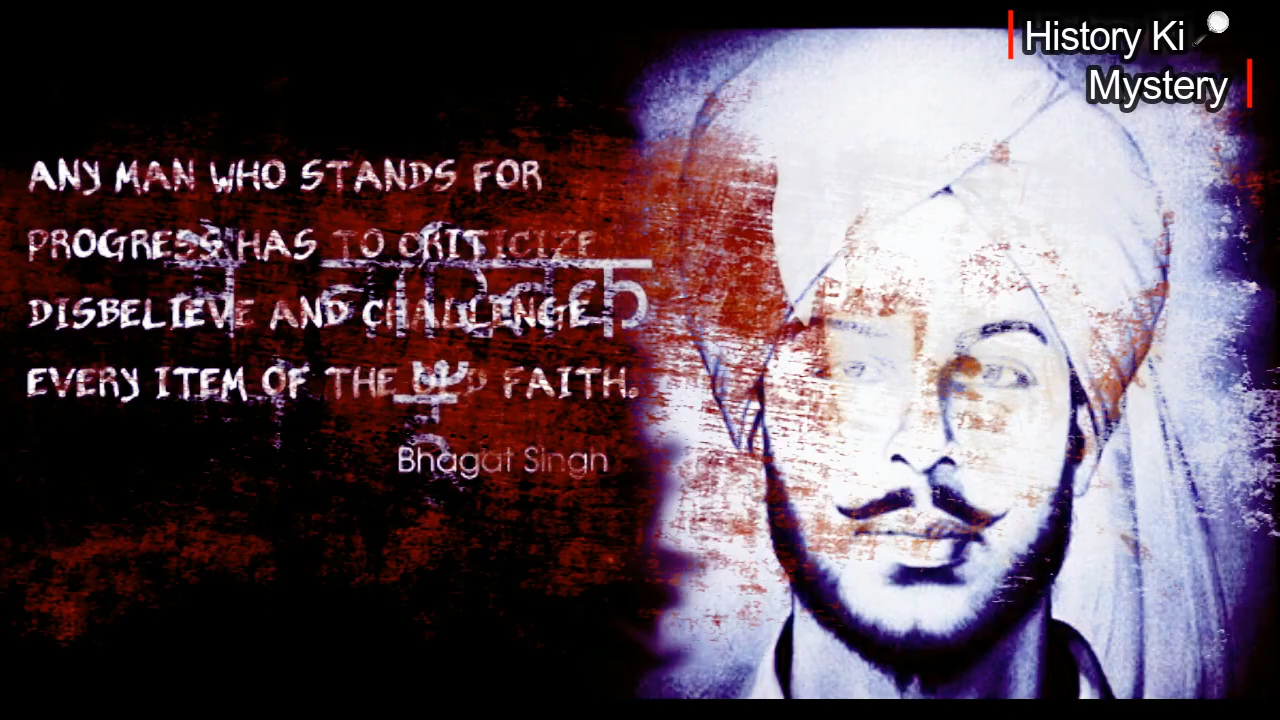 History Ki
Mystery
ANY MAN WHO STANDS FOR
PROGRESS HAS TO CRITICIZE
DISBELIEVE AND CHALLENGE
EVERY ITEM OF THE OLD FAITH.
Bhagat Singh